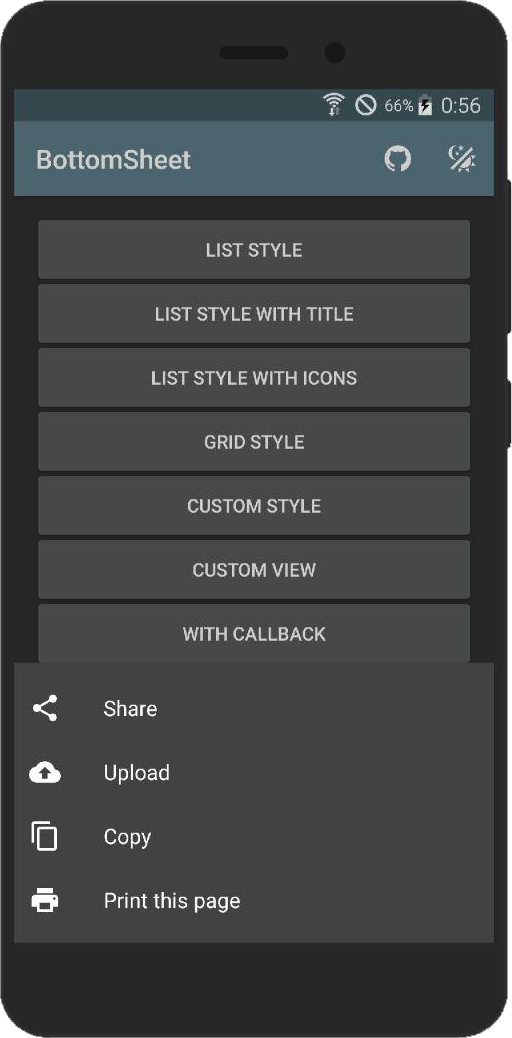 66% 0:56
BottomSheet
LIST STYLE
LIST STYLE WITH TITLE
LIST STYLE WITH ICONS
GRID STYLE
CUSTOM STYLE
CUSTOM VIEW
WITH CALLBACK
Share
Upload
Copy
Print this page